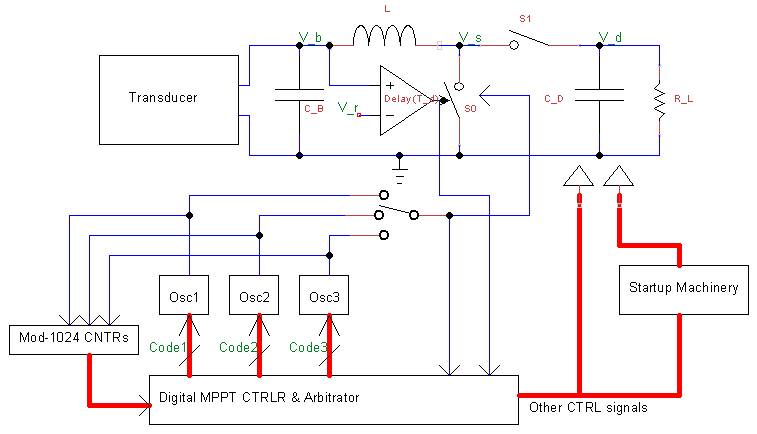 L
S1
V_b
V_s
V_d
Transducer
C_B
Delay(T_d)
S0
C_D
R_L
V_r
Osc1
Osc2
Osc3
Startup Machinery
Mod-1024 CNTRs
Code1
Code2
Code3
Digital MPPT CTRLR & Arbitrator
Other CTRL signals